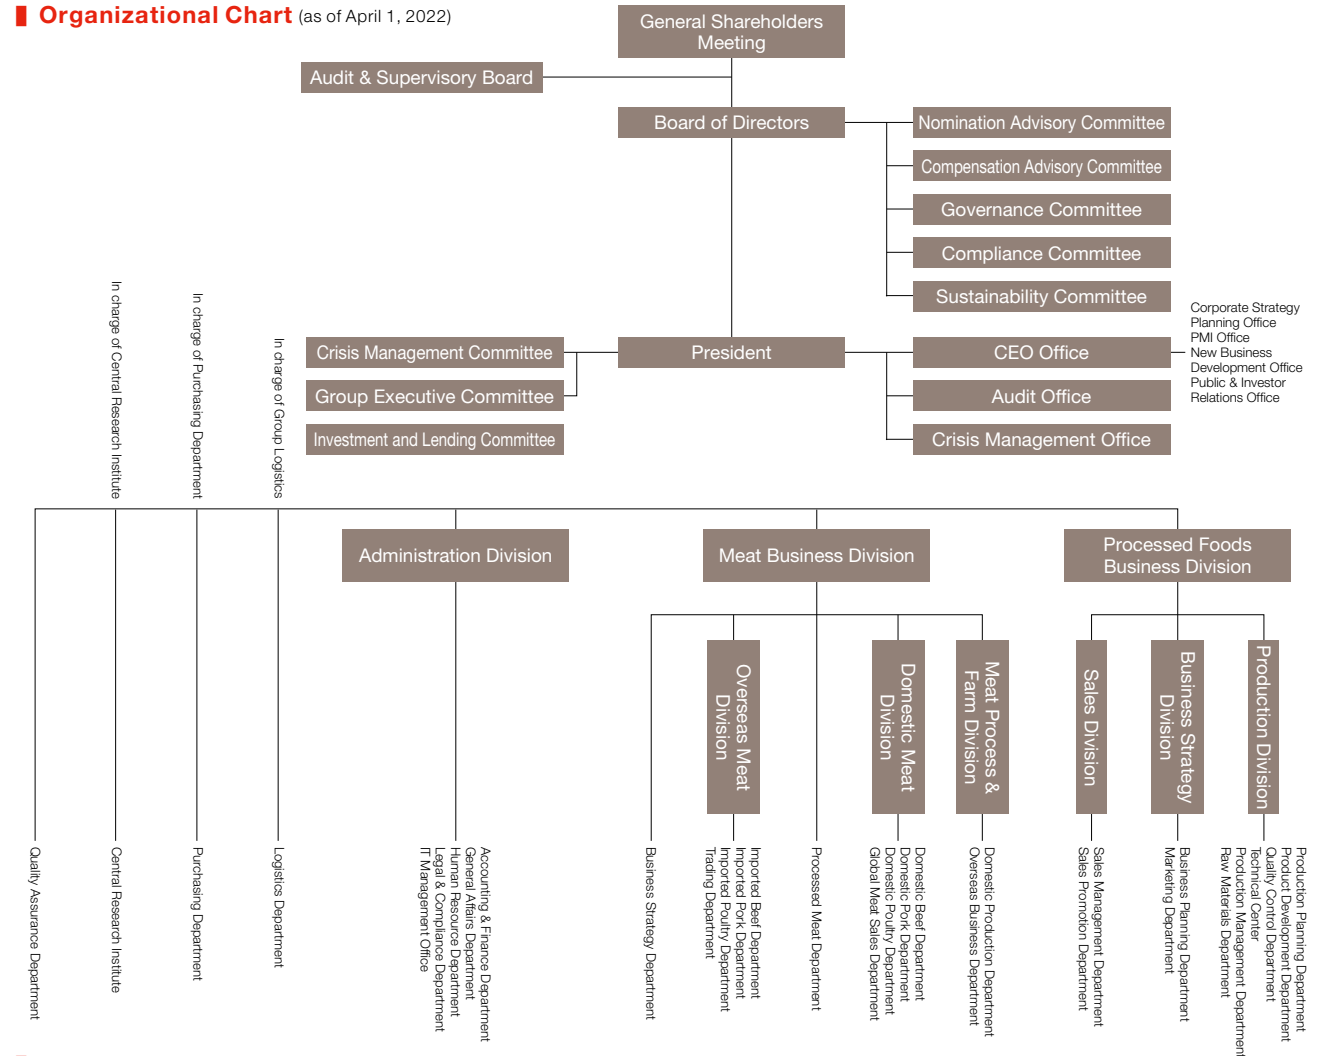 Organizational Chart (as of April 1, 2022)
General Shareholders
Meeting
Audit & Supervisory Board
Board of Directors
Nomination Advisory Committee
Compensation Advisory Committee
Governance Committee
Compliance Committee
Sustainability Committee
President
Crisis Management Committee
Group Executive Committee
Investment and Lending Committee
CEO Office
Audit Office
Crisis Management Office
Corporate Strategy
Planning Office
PMI Office
New Business
Development Office
Public & Investor
Relations Office
In charge of Central Research Institute
In charge of Purchasing Department
In charge of Group Logistics
Administration Division
Meat Business Division
Processed Foods
Business Division
Overseas Meat
Division
Domestic Meat
Division
Meat Process &
Farm Division
Sales Division
Business Strategy
Division
Production Division
Quality Assurance Department
Central Research Institute
Purchasing Department
Logistics Department
Accounting & Finance Department
General Affairs Department
Human Resource Department
Legal & Compliance Department
IT Management Office
Business Strategy Department
Imported Beef Department
Imported Pork Department
Imported Poultry Department
Trading Department
Processed Meat Department
Domestic Beef Department
Domestic Pork Department
Domestic Poultry Department
Global Meat Sales Department
Domestic Production Department
Overseas Business Department
Sales Management Department
Sales Promotion Department
Business Planning Department
Marketing Department
Production Planning Department
Product Development Department
Quality Control Department
Technical Center
Production Management Department
Raw Materials Department